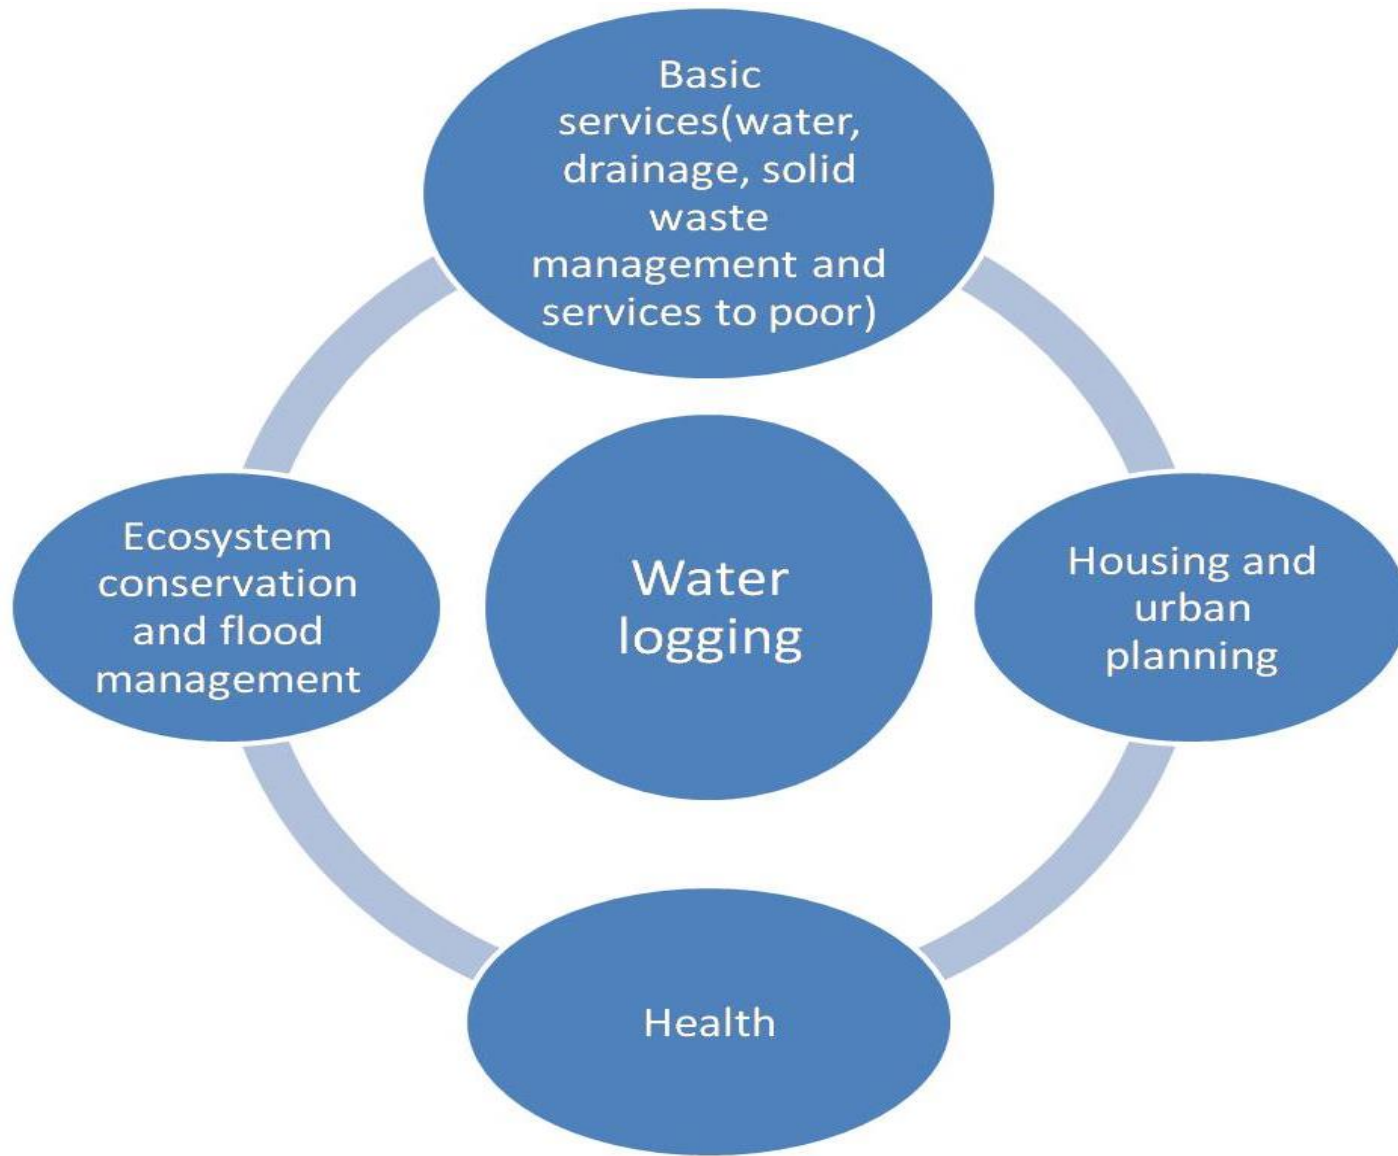 Basic
services(water,
drainage, solid
waste
management and
services to poor)
Ecosystem
conservation
and flood
management
Water
logging
Housing and
urban
planning
Health